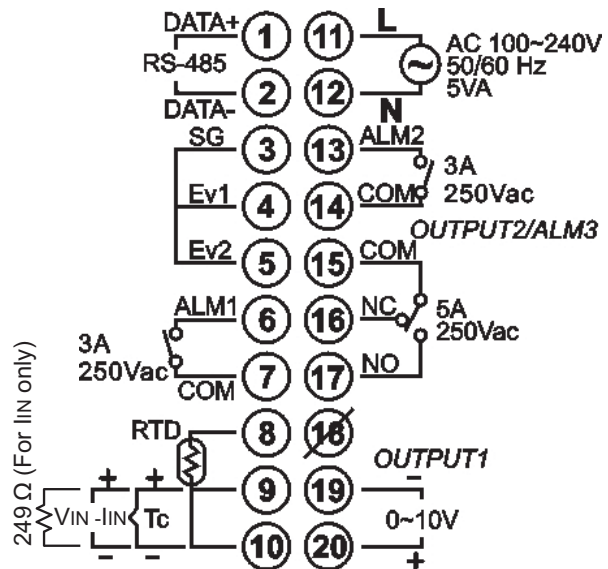 DATA+ 1 11 L
RS-485
AC 100~240V
50/60 Hz
5VA
DATA- 2 12 N
SG 3 13 ALM2
3A
250Vac
Ev1 4 14 COM
OUTPUT2/ALM3
Ev2 5 15 COM
ALM1 6 16 NC
5A
250Vac
3A
250Vac
COM 7 17 NO
RTD 8 18
OUTPUT1
249 Ω (For IIN only)
+ + 9 19 -
VIN -IIN Tc
0~10V
- - 10 20 +